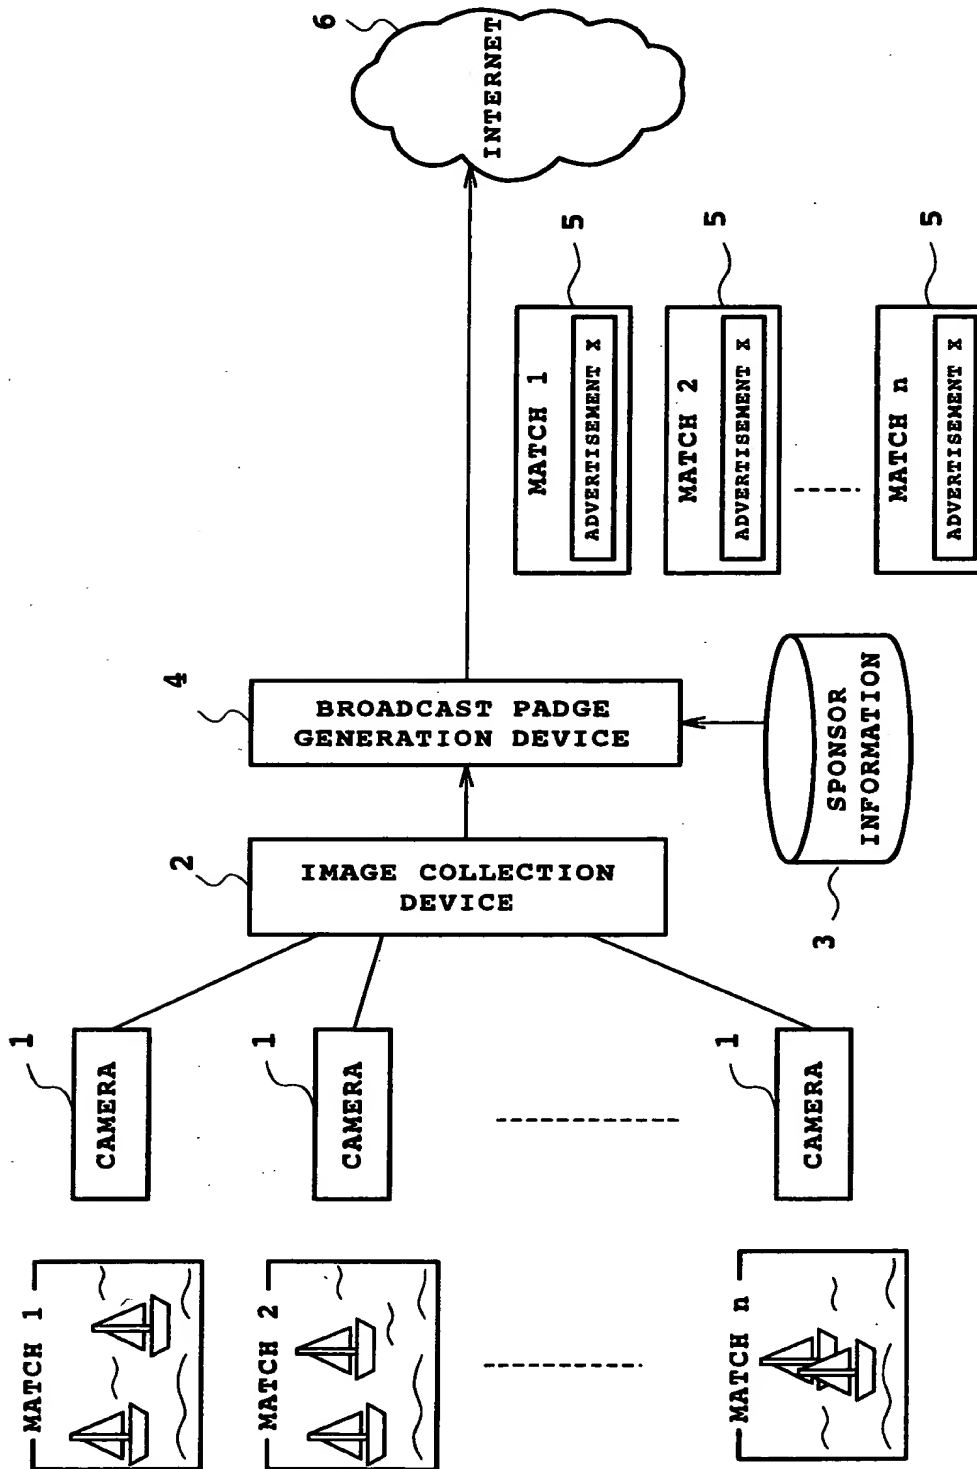 MATCH 1
MATCH 2
MATCH n
1
CAMERA
1
CAMERA
1
CAMERA
2
IMAGE COLLECTION
DEVICE
4
BROADCAST PADGE
GENERATION DEVICE
3
SPONSOR
INFORMATION
MATCH 1
ADVERTISEMENT X
5
MATCH 2
ADVERTISEMENT X
5
MATCH n
ADVERTISEMENT X
5
6
INTERNET